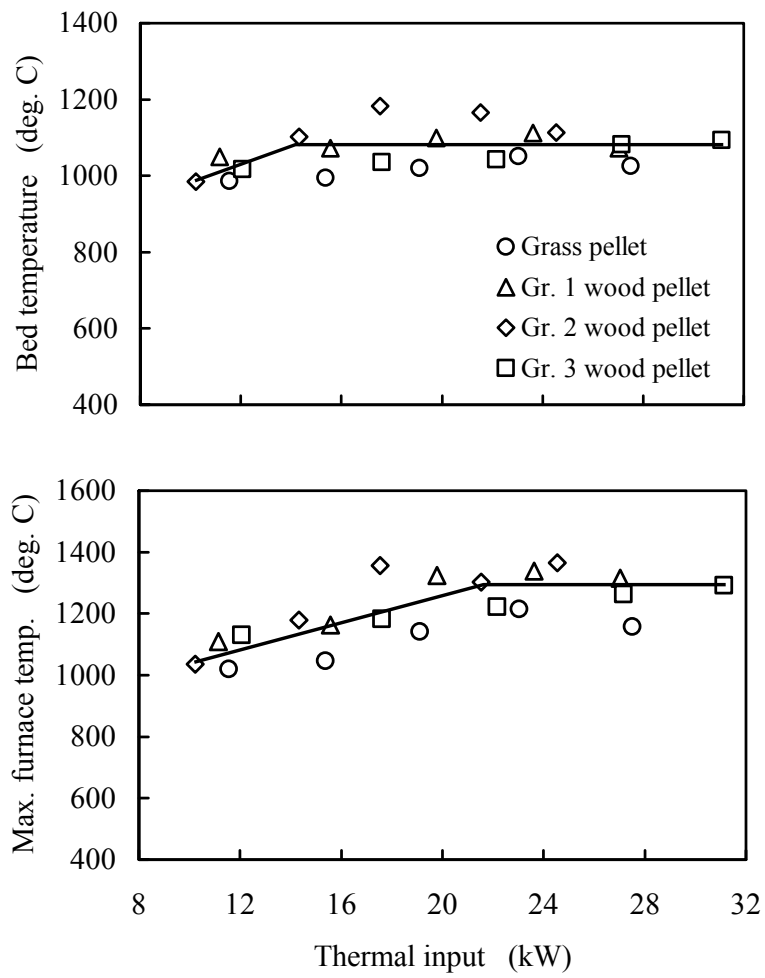 1400
1200
1000
800
600
400
Bed temperature (deg. C)
Grass pellet
Gr. 1 wood pellet
Gr. 2 wood pellet
Gr. 3 wood pellet
1600
1400
1200
1000
800
600
400
Max. furnace temp. (deg. C)
8 12 16 20 24 28 32
Thermal input (kW)